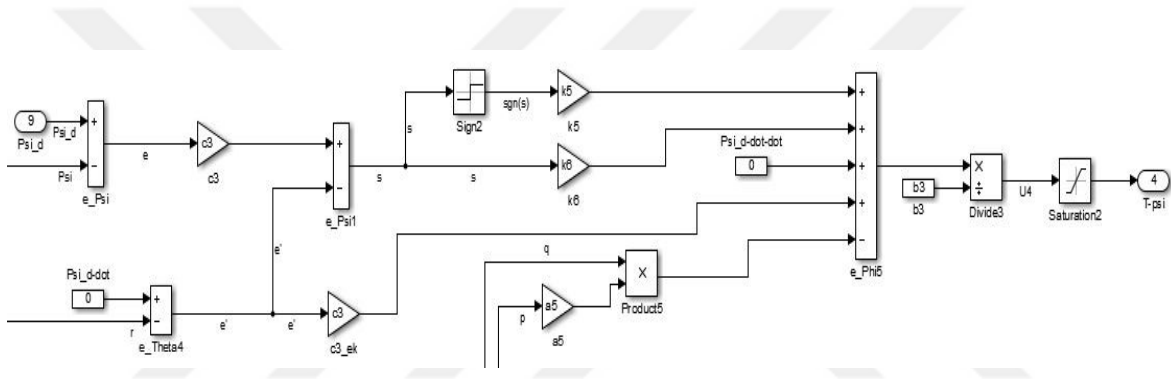 9
Psi_d
Psi_d
Psi
+
−
e_Psi
e
c3
c3
+
−
e_Psi1
s
s
Sign2
sgn(s)
k5
k5
s
k6
k6
Psi_d-dot-dot
0
+
+
+
+
−
e_Phi5
×
÷
Divide3
b3
b3
U4
Saturation2
4
T-psi
Psi_d-dot
0
+
−
r
e_Theta4
e'
e'
e'
c3
c3_ek
q
p
a5
a5
×
Product5